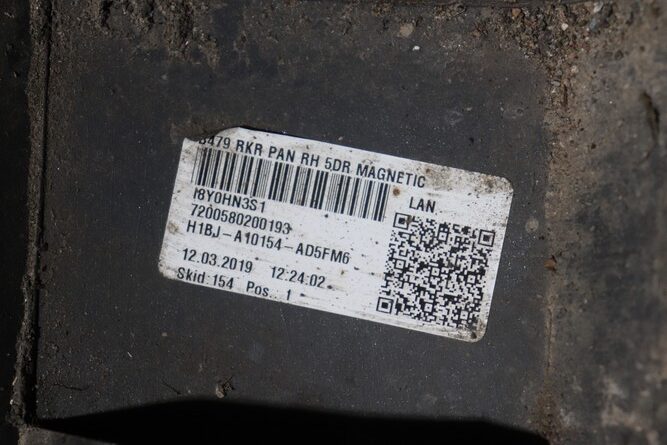 8479 RKR PAN RH 5DR MAGNETIC
I8Y0HN3S1
LAN
7200580200193
H1BJ-A10154-AD5FM6
12.03.2019 12:24:02
Skid: 154 Pos.: 1